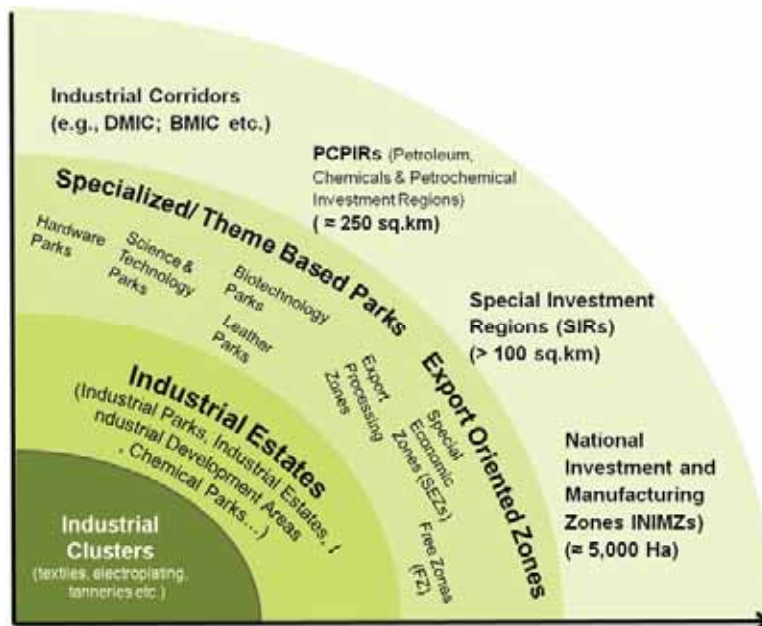 Industrial Corridors
(e.g., DMIC; BMIC etc.)
PCPIRs (Petroleum,
Chemicals & Petrochemical
Investment Regions)
( ≈ 250 sq.km)
Special Investment
Regions (SIRs)
(> 100 sq.km)
National
Investment and
Manufacturing
Zones INIMZs)
(≈ 5,000 Ha)
Specialized/ Theme Based Parks
Hardware
Parks
Science &
Technology
Parks
Biotechnology
Parks
Leather
Parks
Export Oriented Zones
Export
Processing
Zones
Special
Economic
Zones (SEZs)
Free Zones
(FZ)
Industrial Estates
(Industrial Parks, Industrial Estates, I
ndustrial Development Areas
, Chemical Parks...)
Industrial
Clusters
(textiles, electroplating,
tanneries etc.)